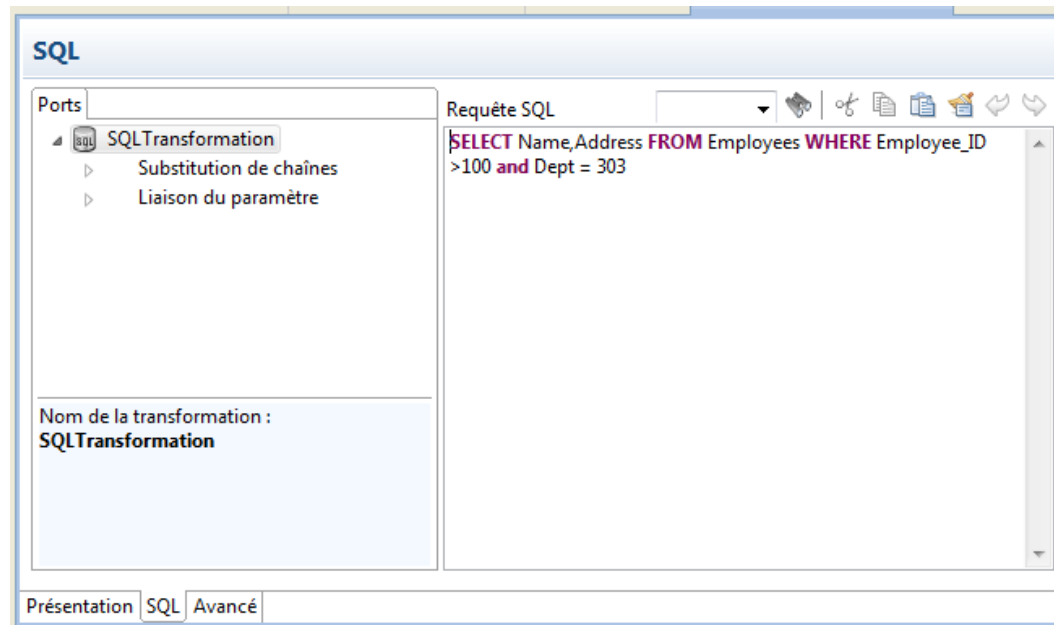 SQL
Ports
SQLTransformation
Substitution de chaînes
Liaison du paramètre
Nom de la transformation :
SQLTransformation
Requête SQL
SELECT Name,Address FROM Employees WHERE Employee_ID
>100 and Dept = 303
Présentation SQL Avancé